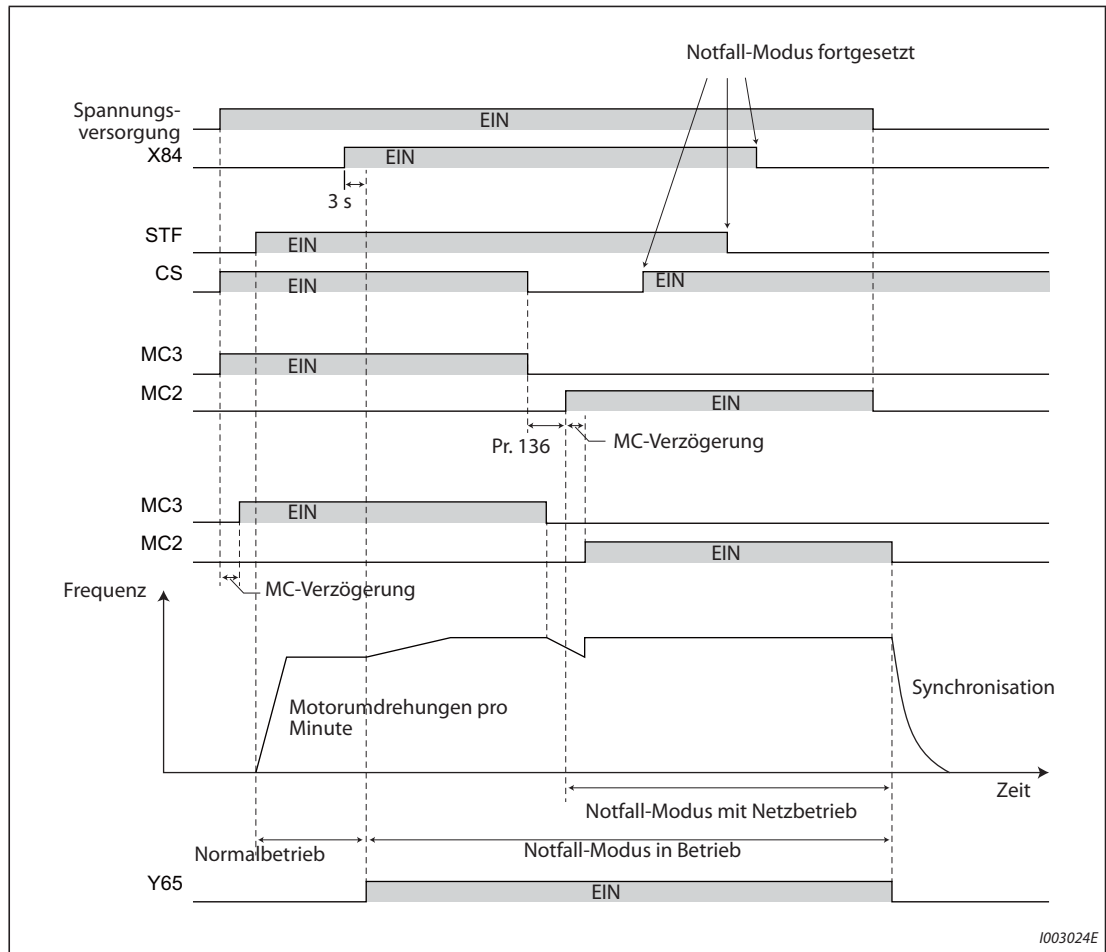 Notfall-Modus fortgesetzt
Spannungs-
versorgung
EIN
X84
EIN
3 s
STF
EIN
CS
EIN
EIN
MC3
EIN
MC2
EIN
Pr. 136
MC-Verzögerung
MC3
EIN
MC2
EIN
MC-Verzögerung
Frequenz
Motorumdrehungen pro
Minute
Synchronisation
Zeit
Notfall-Modus mit Netzbetrieb
Normalbetrieb
Notfall-Modus in Betrieb
Y65
EIN
I003024E